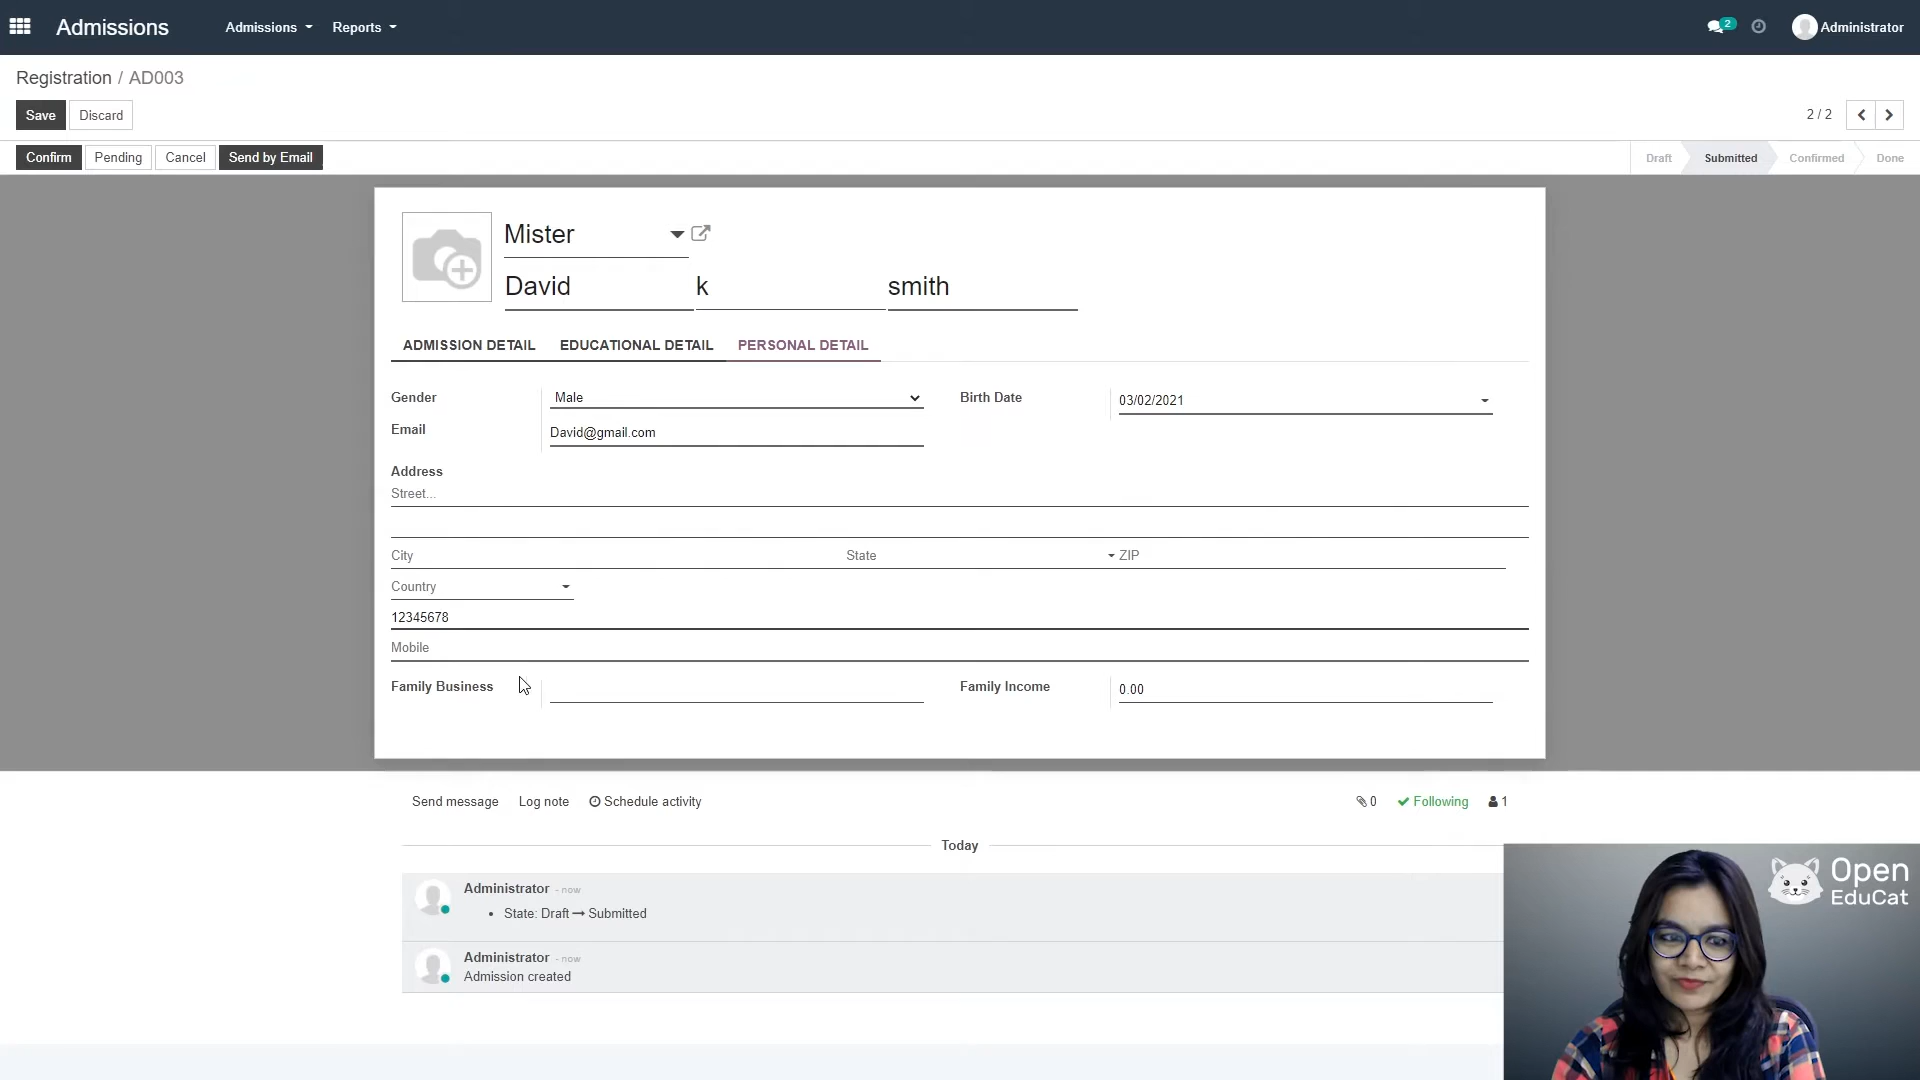 Admissions Admissions Reports 2 Administrator
Registration / AD003
Save Discard 2 / 2
Confirm Pending Cancel Send by Email Draft Submitted Confirmed Done
Mister
David k smith
ADMISSION DETAIL EDUCATIONAL DETAIL PERSONAL DETAIL
Gender Male Birth Date 03/02/2021
Email David@gmail.com
Address
Street...
City State ZIP
Country
12345678
Mobile
Family Business Family Income 0.00
Send message Log note Schedule activity 0 Following 1
Today
Administrator - now
• State: Draft → Submitted
Administrator - now
Admission created
Open
EduCat